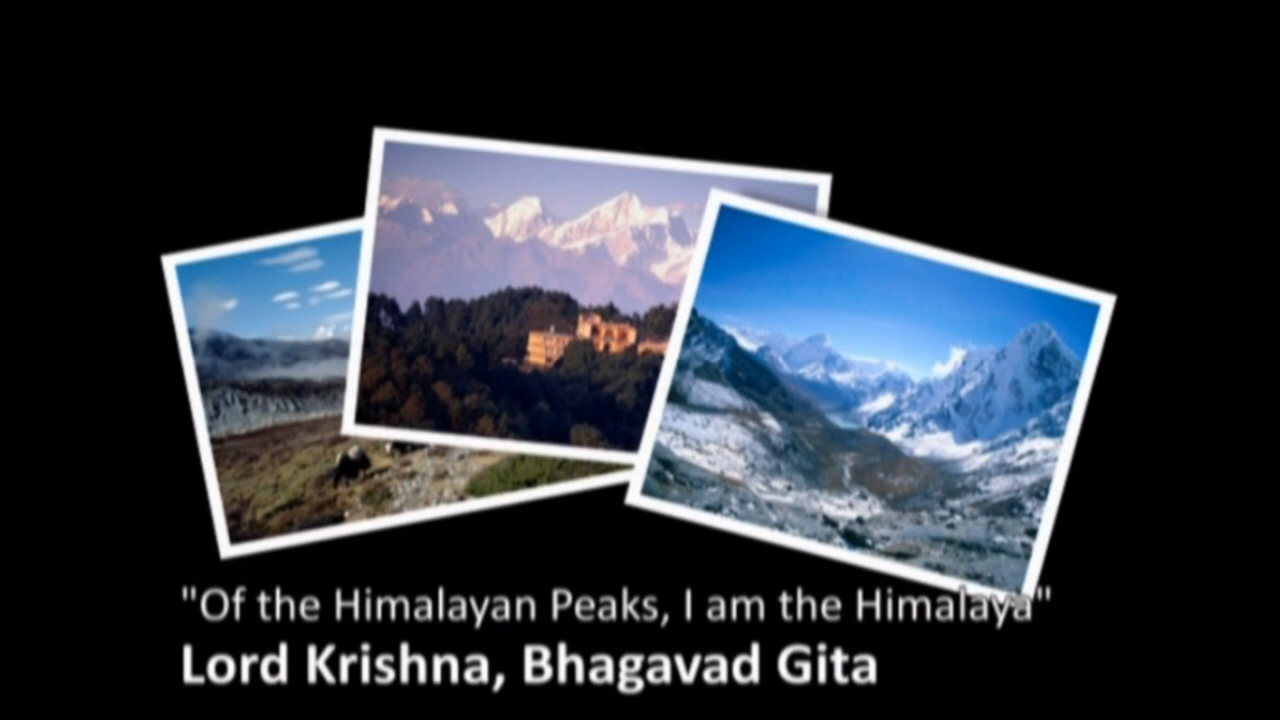 "Of the Himalayan Peaks, I am the Himalaya"
Lord Krishna, Bhagavad Gita